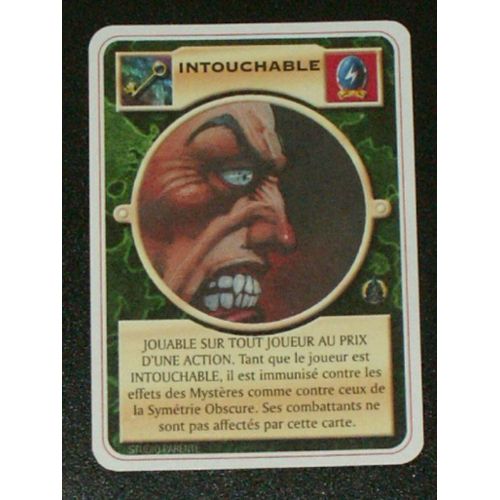 INTOUCHABLE
JOUABLE SUR TOUT JOUEUR AU PRIX
D'UNE ACTION. Tant que le joueur est
INTOUCHABLE, il est immunisé contre les
effets des Mystères comme contre ceux de
la Symétrie Obscure. Ses combattants ne
sont pas affectés par cette carte.
STUDIO PARENTE